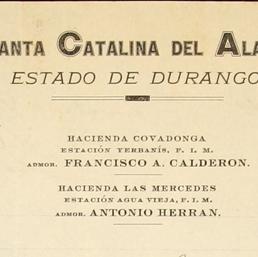 ANTA CATALINA DEL ALA
ESTADO DE DURANGO
HACIENDA COVADONGA
ESTACIÓN YERBANÍS, F. I. M.
ADMOR. FRANCISCO A. CALDERON.
HACIENDA LAS MERCEDES
ESTACIÓN AGUA VIEJA, F. I. M.
ADMOR. ANTONIO HERRAN.